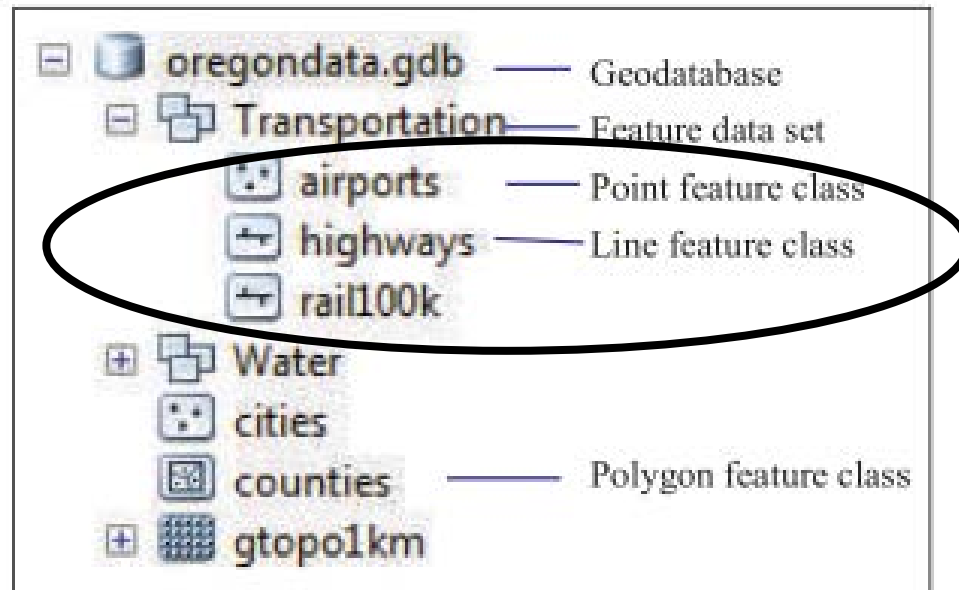 oregondata.gdb Geodatabase
Transportation Feature data set
airports Point feature class
highways Line feature class
rail100k
Water
cities
counties Polygon feature class
gtopo1km